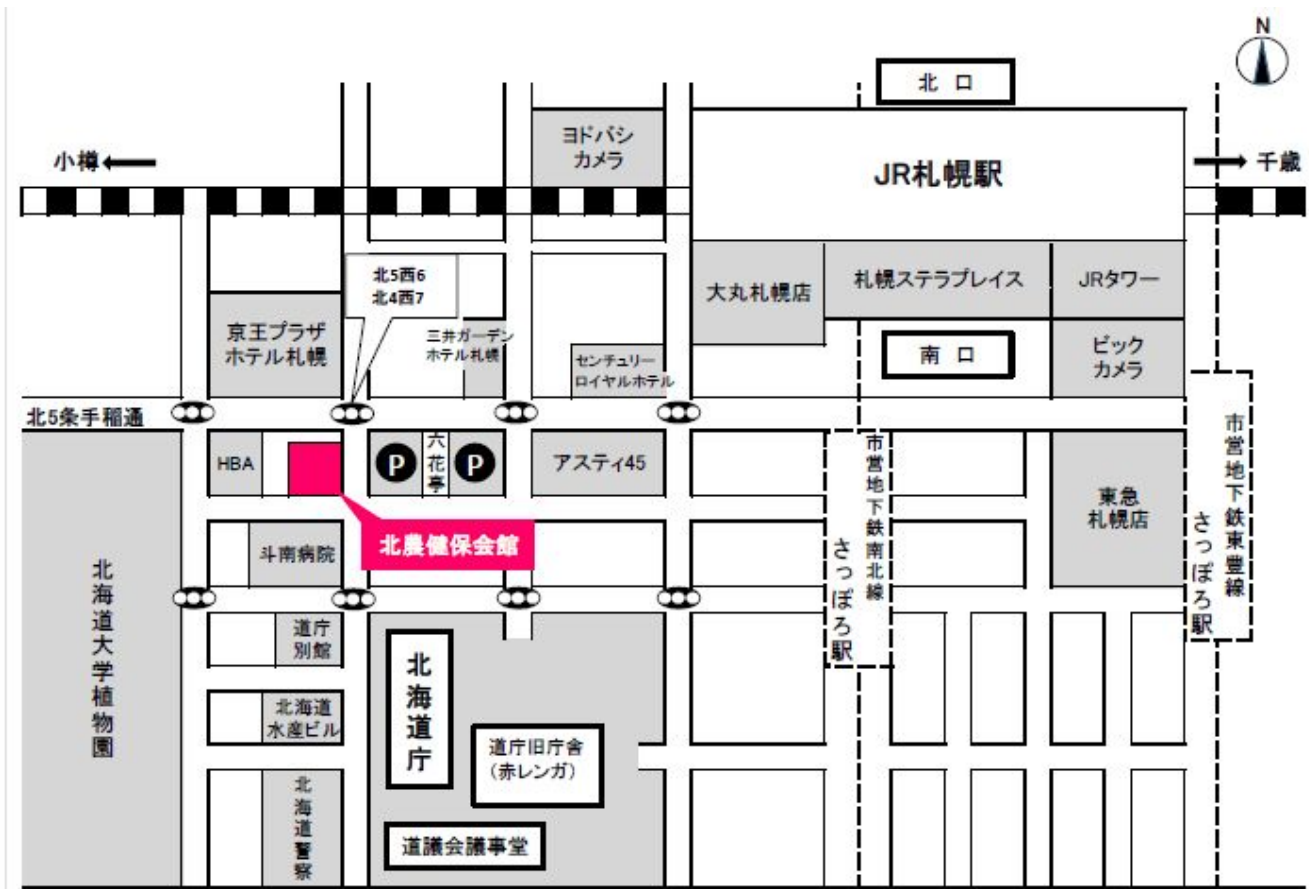 N
北 口
ヨドバシ
カメラ
小樽
JR札幌駅
千歳
北5西6
北4西7
大丸札幌店
札幌ステラプレイス
JRタワー
京王プラザ
ホテル札幌
三井ガーデン
ホテル札幌
センチュリー
ロイヤルホテル
南 口
ビック
カメラ
北5条手稲通
HBA
P
六花亭
P
アスティ45
市営地下鉄南北線
さっぽろ駅
東急
札幌店
市営地下鉄東豊線
さっぽろ駅
北農健保会館
斗南病院
北海道大学植物園
道庁
別館
北海道庁
北海道
水産ビル
道庁旧庁舎
(赤レンガ)
北海道警察
道議会議事堂